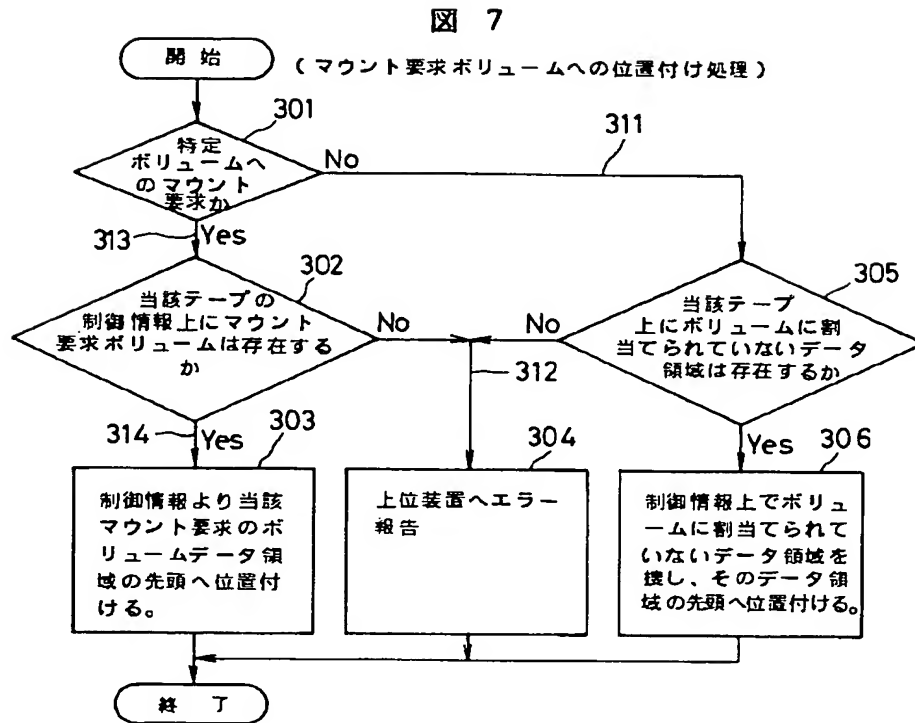 図 7
開 始
(マウント要求ボリュームへの位置付け処理)
301
311
特定
ボリュームへ
のマウント
要求か
No
313
Yes
302
305
当該テープの
制御情報上にマウント
要求ボリュームは存在する
か
No
No
当該テープ
上にボリュームに割
当てられていないデータ
領域は存在するか
312
314
Yes
303
304
Yes
306
制御情報より当該
マウント要求のボ
リュームデータ領
域の先頭へ位置付
ける。
上位装置へエラー
報告
制御情報上でボリュ
ームに割当てられて
いないデータ領域を
捜し、そのデータ領
域の先頭へ位置付ける。
終 了